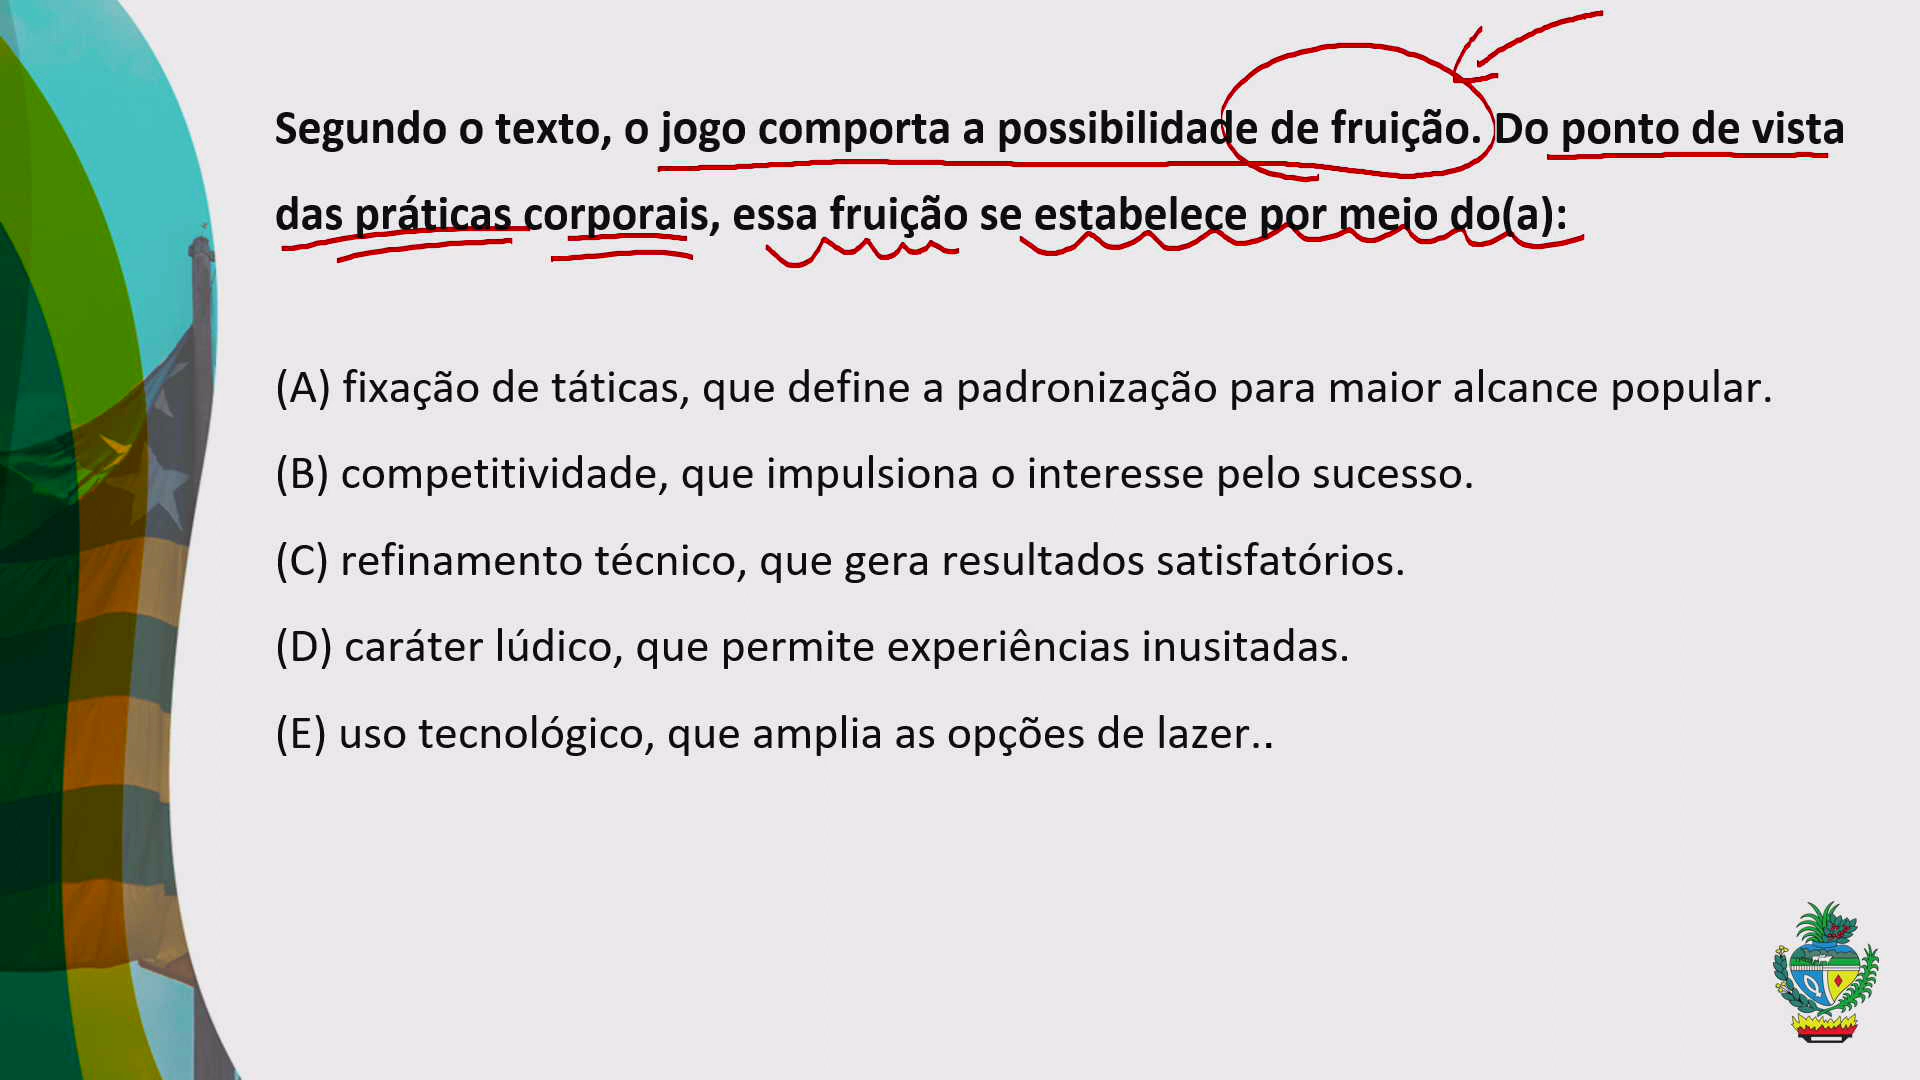 Segundo o texto, o jogo comporta a possibilidade de fruição. Do ponto de vista
das práticas corporais, essa fruição se estabelece por meio do(a):
(A) fixação de táticas, que define a padronização para maior alcance popular.
(B) competitividade, que impulsiona o interesse pelo sucesso.
(C) refinamento técnico, que gera resultados satisfatórios.
(D) caráter lúdico, que permite experiências inusitadas.
(E) uso tecnológico, que amplia as opções de lazer..